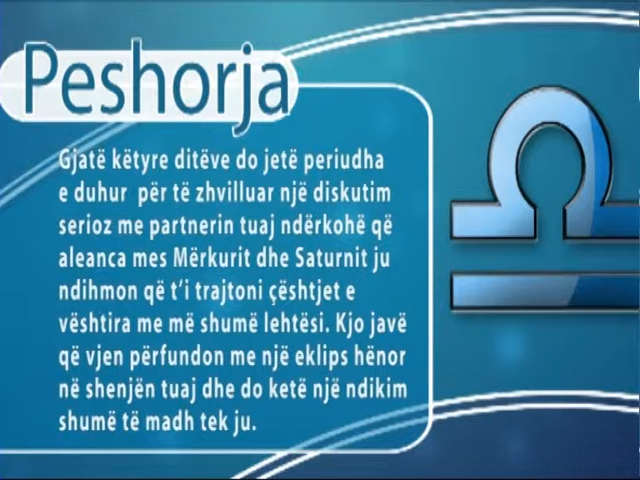 Peshorja
Gjatë këtyre ditëve do jetë periudha
e duhur për të zhvilluar një diskutim
serioz me partnerin tuaj ndërkohë që
aleanca mes Mërkurit dhe Saturnit ju
ndihmon që t'i trajtoni çështjet e
vështira me më shumë lehtësi. Kjo javë
që vjen përfundon me një eklips hënor
në shenjën tuaj dhe do ketë një ndikim
shumë të madh tek ju.